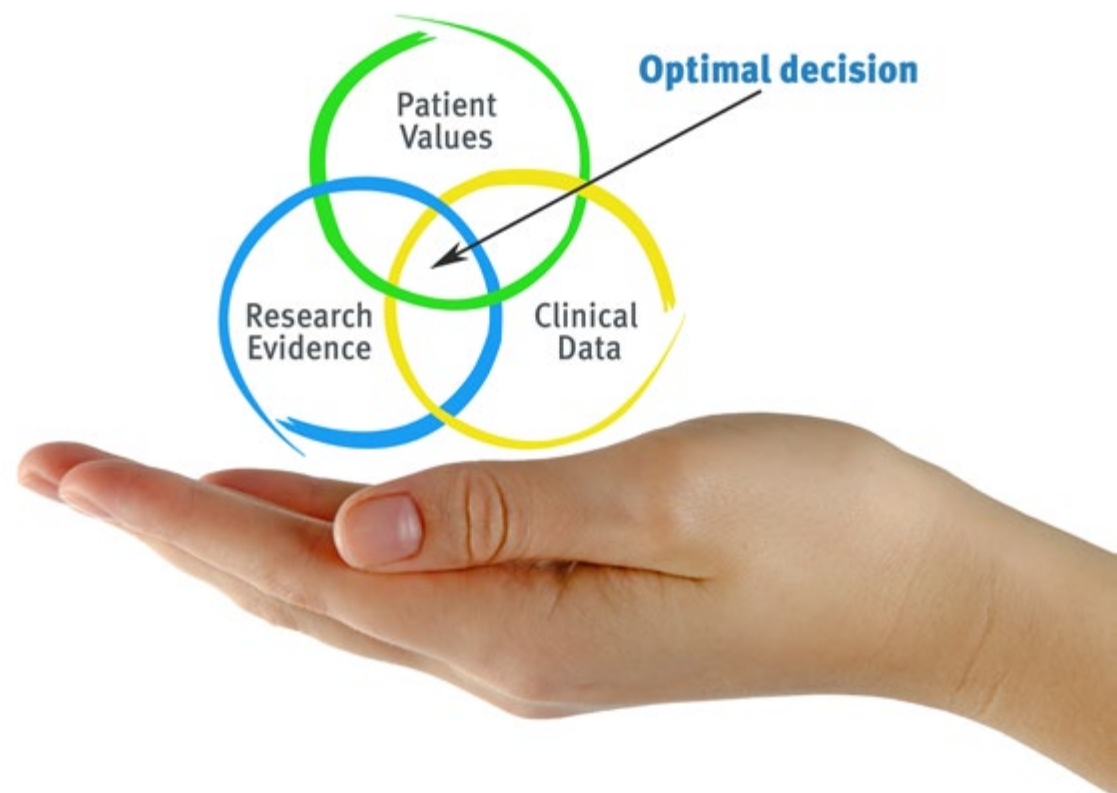 Optimal decision
Patient
Values
Research
Evidence
Clinical
Data